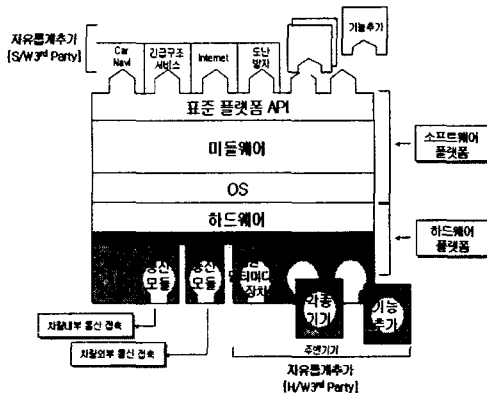 자유롭게추가
[S/W3rd Party]
Car
Navi
긴급구조
서비스
Internet
도난
방지
기능추가
표준 플랫폼 API
미들웨어
OS
하드웨어
소프트웨어
플랫폼
하드웨어
플랫폼
통신
모듈
통신
모듈
멀티미디어
장치
각종
기기
기능
추가
차량내부 통신 접속
차량외부 통신 접속
주변기기
자유롭게추가
[H/W3rd Party]